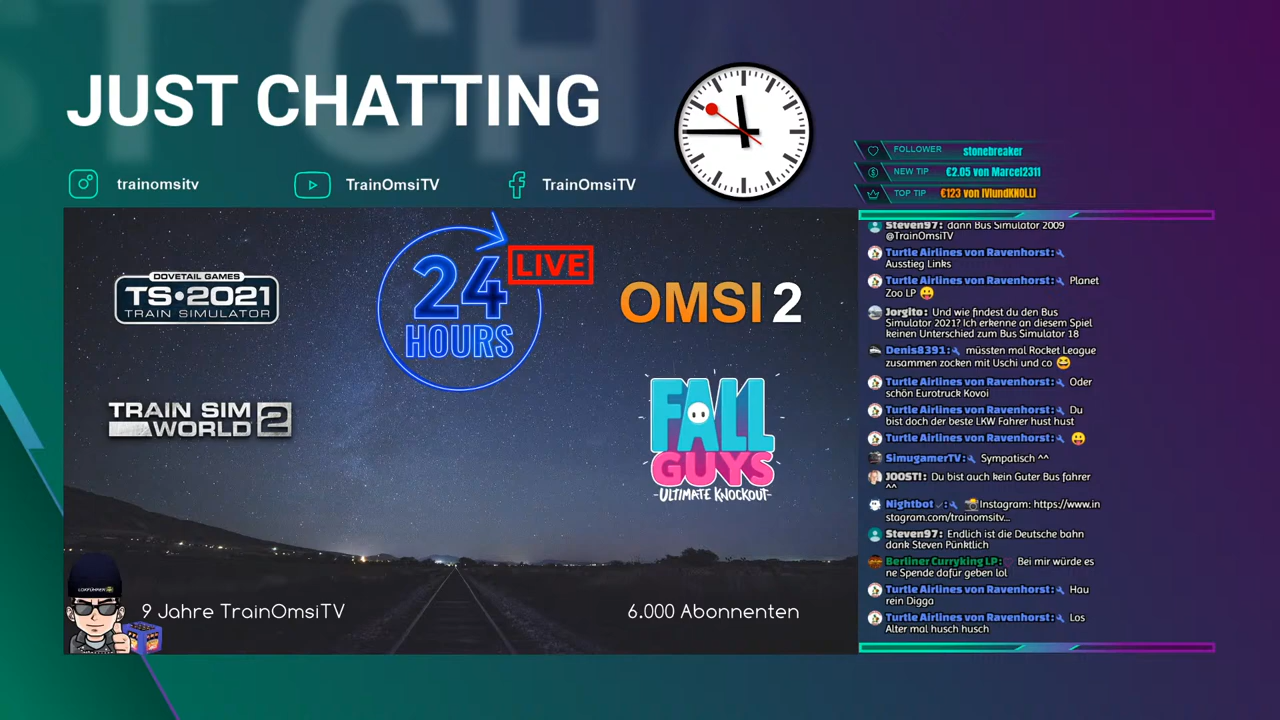 JUST CHATTING
trainomsitv
TrainOmsiTV
TrainOmsiTV
FOLLOWER stonebreaker
NEW TIP €2.05 von Marcel2311
TOP TIP €123 von IVIundKNOLLI
DOVETAIL GAMES
TS•2021
TRAIN SIMULATOR
24
LIVE
HOURS
OMSI 2
TRAIN SIM
WORLD 2
FALL
GUYS
-ULTIMATE KNOCKOUT-
LOKFÜHRER
9 Jahre TrainOmsiTV
6.000 Abonnenten
Steven97: dann Bus Simulator 2009
@TrainOmsiTV
Turtle Airlines von Ravenhorst:
Ausstieg Links
Turtle Airlines von Ravenhorst: Planet
Zoo LP 😛
Jorgito: Und wie findest du den Bus
Simulator 2021? Ich erkenne an diesem Spiel
keinen Unterschied zum Bus Simulator 18
Denis8391: müssten mal Rocket League
zusammen zocken mit Uschi und co 😄
Turtle Airlines von Ravenhorst: Oder
schön Eurotruck Kovoi
Turtle Airlines von Ravenhorst: Du
bist doch der beste LKW Fahrer hust hust
Turtle Airlines von Ravenhorst: 😛
SimugamerTV: Sympatisch ^^
JOOSTI: Du bist auch kein Guter Bus fahrer
^^
Nightbot: 📸Instagram: https://www.in
stagram.com/trainomsitv...
Steven97: Endlich ist die Deutsche bahn
dank Steven Pünktlich
Berliner Curryking LP: Bei mir würde es
ne Spende dafür geben lol
Turtle Airlines von Ravenhorst: Hau
rein Digga
Turtle Airlines von Ravenhorst: Los
Alter mal husch husch